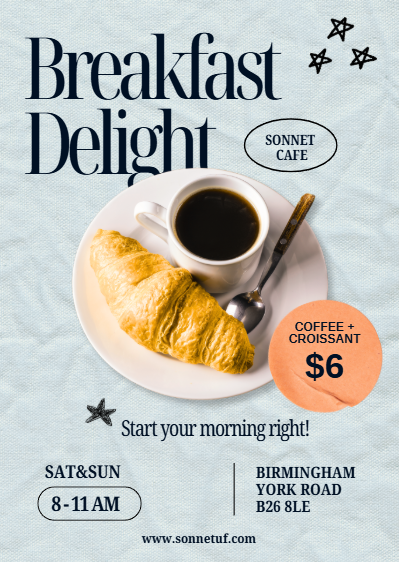 Breakfast
Delight
SONNET
CAFE
COFFEE +
CROISSANT
$6
Start your morning right!
SAT&SUN
8-11 AM
BIRMINGHAM
YORK ROAD
B26 8LE
www.sonnetuf.com